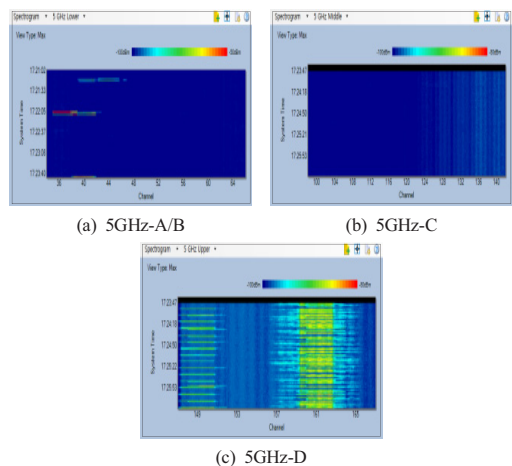 Spectrogram 5 GHz Lower
View Type: Max
-100dBm
System Time
17:21:02
17:21:33
17:22:05
17:22:37
17:23:08
17:23:40
36 40 44 48 52 56 60 64
Channel
(a) 5GHz-A/B
Spectrogram 5 GHz Middle
View Type: Max
-100dBm
System Time
17:23:47
17:24:18
17:24:50
17:25:21
17:25:53
100 104 108 112 116 120 124 128 132 136 140
Channel
(b) 5GHz-C
Spectrogram 5 GHz Upper
View Type: Max
-100dBm
System Time
17:23:47
17:24:18
17:24:50
17:25:22
17:25:53
149 153 157 161 165
Channel
(c) 5GHz-D